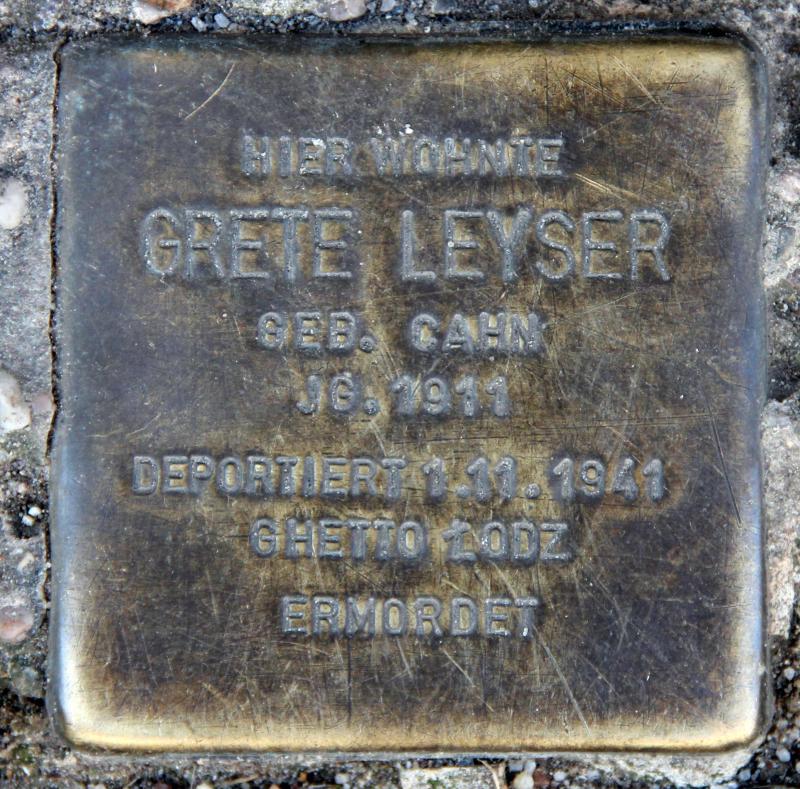 HIER WOHNTE
GRETE LEYSER
GEB. CAHN
JG. 1911
DEPORTIERT 1.11.1941
GHETTO ŁODZ
ERMORDET